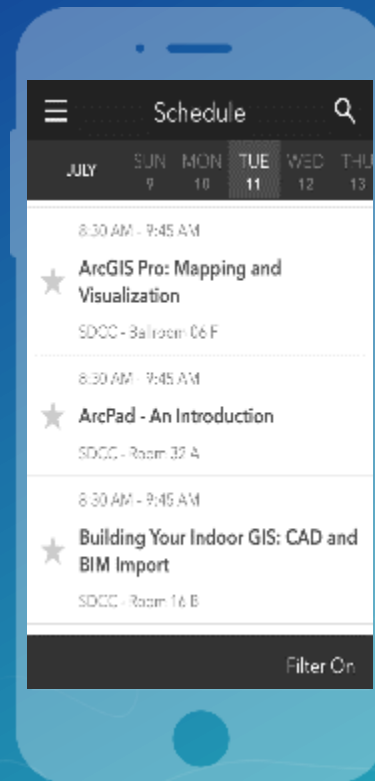 Schedule
JULY SUN MON TUE WED THU
9 10 11 12 13
8:30 AM - 9:45 AM
ArcGIS Pro: Mapping and
Visualization
SDCC - Ballroom 06 F
8:30 AM - 9:45 AM
ArcPad - An Introduction
SDCC - Room 32 A
8:30 AM - 9:45 AM
Building Your Indoor GIS: CAD and
BIM Import
SDCC - Room 16 B
Filter On